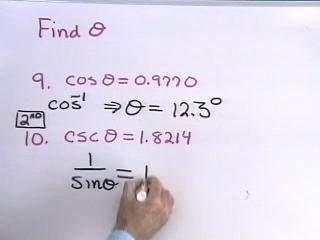 Find θ
9. cos θ = 0.9770
cos⁻¹ ⇒ θ = 12.3°
2ND
10. csc θ = 1.8214
1/sinθ = 1